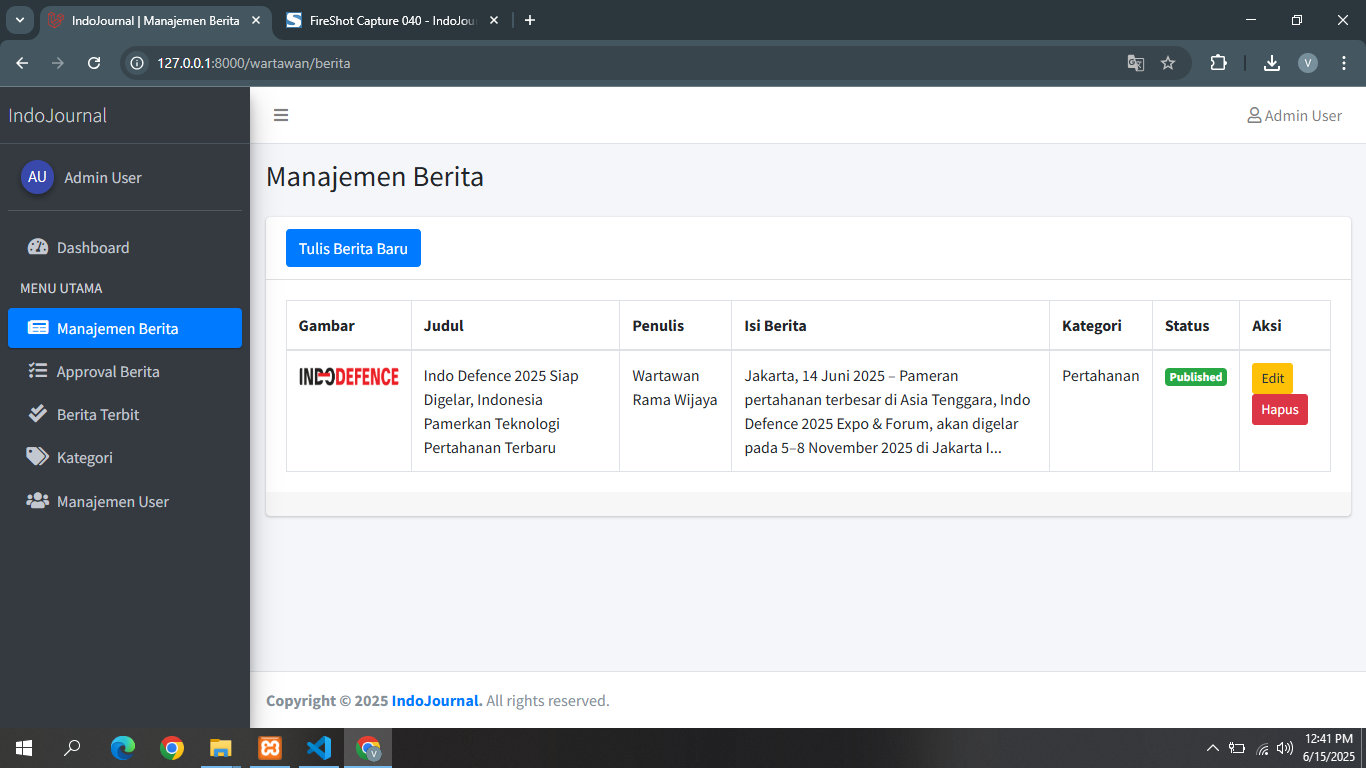 IndoJournal | Manajemen Berita
FireShot Capture 040 - IndoJou
127.0.0.1:8000/wartawan/berita
V
IndoJournal
Admin User
AU
Admin User
Dashboard
MENU UTAMA
Manajemen Berita
Approval Berita
Berita Terbit
Kategori
Manajemen User
Manajemen Berita
Tulis Berita Baru
Gambar Judul Penulis Isi Berita Kategori Status Aksi
INDODEFENCE
Indo Defence 2025 Siap
Digelar, Indonesia
Pamerkan Teknologi
Pertahanan Terbaru
Wartawan
Rama Wijaya
Jakarta, 14 Juni 2025 – Pameran
pertahanan terbesar di Asia Tenggara, Indo
Defence 2025 Expo & Forum, akan digelar
pada 5–8 November 2025 di Jakarta I...
Pertahanan
Published
Edit
Hapus
Copyright © 2025 IndoJournal. All rights reserved.
V
12:41 PM
6/15/2025